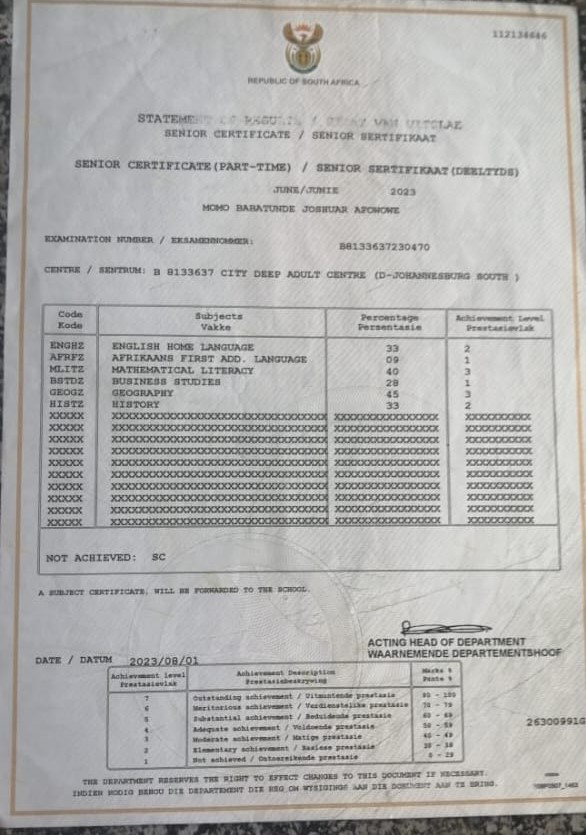 112134646
REPUBLIC OF SOUTH AFRICA
SENIOR CERTIFICATE / SENIOR SERTIFIKAAT
SENIOR CERTIFICATE(PART-TIME) / SENIOR SERTIFIKAAT(DEELTYDS)
JUNE/JUNIE 2023
MOMO BABATUNDE JOSHUAR AFONOWE
EXAMINATION NUMBER / EKSAMENNOMMER: B8133637230470
CENTRE / SENTRUM: B 8133637 CITY DEEP ADULT CENTRE (D-JOHANNESBURG SOUTH )
Code Subjects Percentage Achievement Level
Kode Vakke Persentasie Prestasievlak
ENGHZ ENGLISH HOME LANGUAGE 33 2
AFRFZ AFRIKAANS FIRST ADD. LANGUAGE 09 1
MLITZ MATHEMATICAL LITERACY 40 3
BSTDZ BUSINESS STUDIES 28 1
GEOGZ GEOGRAPHY 45 3
HISTZ HISTORY 33 2
XXXXX XXXXXXXXXXXXXXXXXXXXXXXXXXXXXX XXXXXXXXXXXXXXX XXXXXXXXXX
XXXXX XXXXXXXXXXXXXXXXXXXXXXXXXXXXXX XXXXXXXXXXXXXXX XXXXXXXXXX
XXXXX XXXXXXXXXXXXXXXXXXXXXXXXXXXXXX XXXXXXXXXXXXXXX XXXXXXXXXX
XXXXX XXXXXXXXXXXXXXXXXXXXXXXXXXXXXX XXXXXXXXXXXXXXX XXXXXXXXXX
XXXXX XXXXXXXXXXXXXXXXXXXXXXXXXXXXXX XXXXXXXXXXXXXXX XXXXXXXXXX
XXXXX XXXXXXXXXXXXXXXXXXXXXXXXXXXXXX XXXXXXXXXXXXXXX XXXXXXXXXX
XXXXX XXXXXXXXXXXXXXXXXXXXXXXXXXXXXX XXXXXXXXXXXXXXX XXXXXXXXXX
XXXXX XXXXXXXXXXXXXXXXXXXXXXXXXXXXXX XXXXXXXXXXXXXXX XXXXXXXXXX
XXXXX XXXXXXXXXXXXXXXXXXXXXXXXXXXXXX XXXXXXXXXXXXXXX XXXXXXXXXX
XXXXX XXXXXXXXXXXXXXXXXXXXXXXXXXXXXX XXXXXXXXXXXXXXX XXXXXXXXXX
NOT ACHIEVED: SC
A SUBJECT CERTIFICATE, WILL BE FORWARDED TO THE SCHOOL.
ACTING HEAD OF DEPARTMENT
WAARNEMENDE DEPARTEMENTSHOOF
DATE / DATUM 2023/08/01
Achievement level Achievement Description Marks %
Prestasievlak Prestasiebeskrywing Punte %
7 Outstanding achievement / Uitmuntende prestasie 80 - 100
6 Meritorious achievement / Verdienstelike prestasie 70 - 79
5 Substantial achievement / Beduidende prestasie 60 - 69
4 Adequate achievement / Voldoende prestasie 50 - 59
3 Moderate achievement / Matige prestasie 40 - 49
2 Elementary achievement / Basiese prestasie 30 - 39
1 Not achieved / Ontoereikende prestasie 0 - 29
26300991G
THE DEPARTMENT RESERVES THE RIGHT TO EFFECT CHANGES TO THIS DOCUMENT IF NECESSARY.
INDIEN NODIG BEHOU DIE DEPARTEMENT DIE REG OM WYSIGINGS AAN DIE DOKUMENT AAN TE BRING.